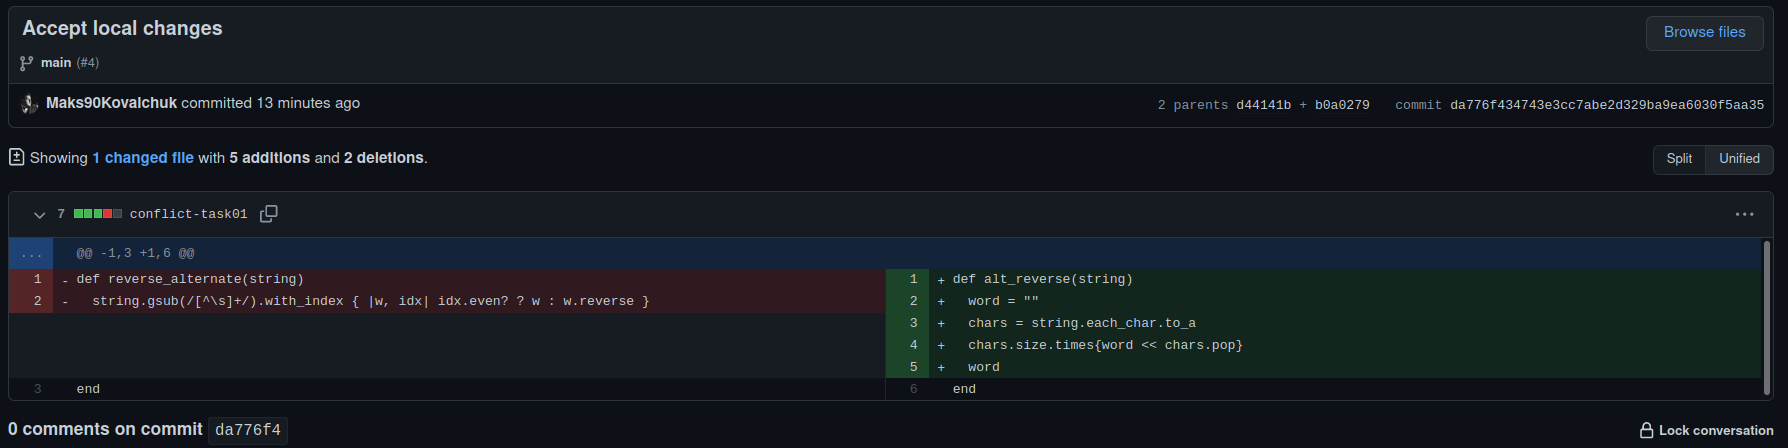 Accept local changes
Browse files
main (#4)
Maks90Kovalchuk committed 13 minutes ago
2 parents d44141b + b0a0279 commit da776f434743e3cc7abe2d329ba9ea6030f5aa35
Showing 1 changed file with 5 additions and 2 deletions.
Split Unified
7 conflict-task01
...
... @@ -1,3 +1,6 @@
1 - def reverse_alternate(string)
2 - string.gsub(/[^\s]+/).with_index { |w, idx| idx.even? ? w : w.reverse }
3 end
1 + def alt_reverse(string)
2 + word = ""
3 + chars = string.each_char.to_a
4 + chars.size.times{word << chars.pop}
5 + word
6 end
0 comments on commit da776f4
Lock conversation